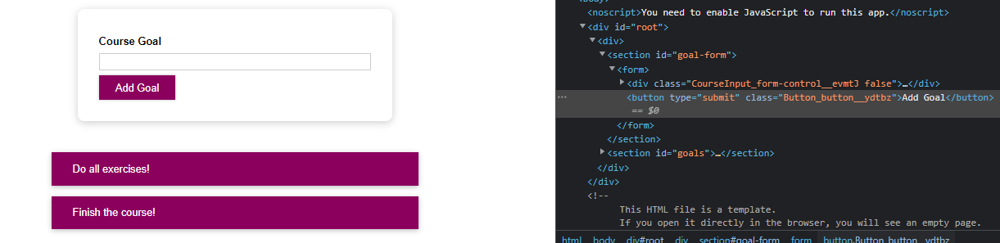 Course Goal
Add Goal
Do all exercises!
Finish the course!
<noscript>You need to enable JavaScript to run this app.</noscript>
<div id="root">
<div>
<section id="goal-form">
<form>
<div class="CourseInput_form-control__evmtJ false">…</div>
<button type="submit" class="Button_button__ydtbz">Add Goal</button>
== $0
</form>
</section>
<section id="goals">…</section>
</div>
</div>
<!--
This HTML file is a template.
If you open it directly in the browser, you will see an empty page.
html body div#root div section#goal-form form button.Button_button__ydtbz